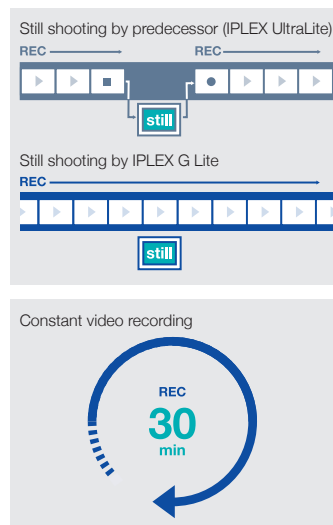 Still shooting by predecessor (IPLEX UltraLite)
REC REC
still
Still shooting by IPLEX G Lite
REC
still
Constant video recording
REC
30
min